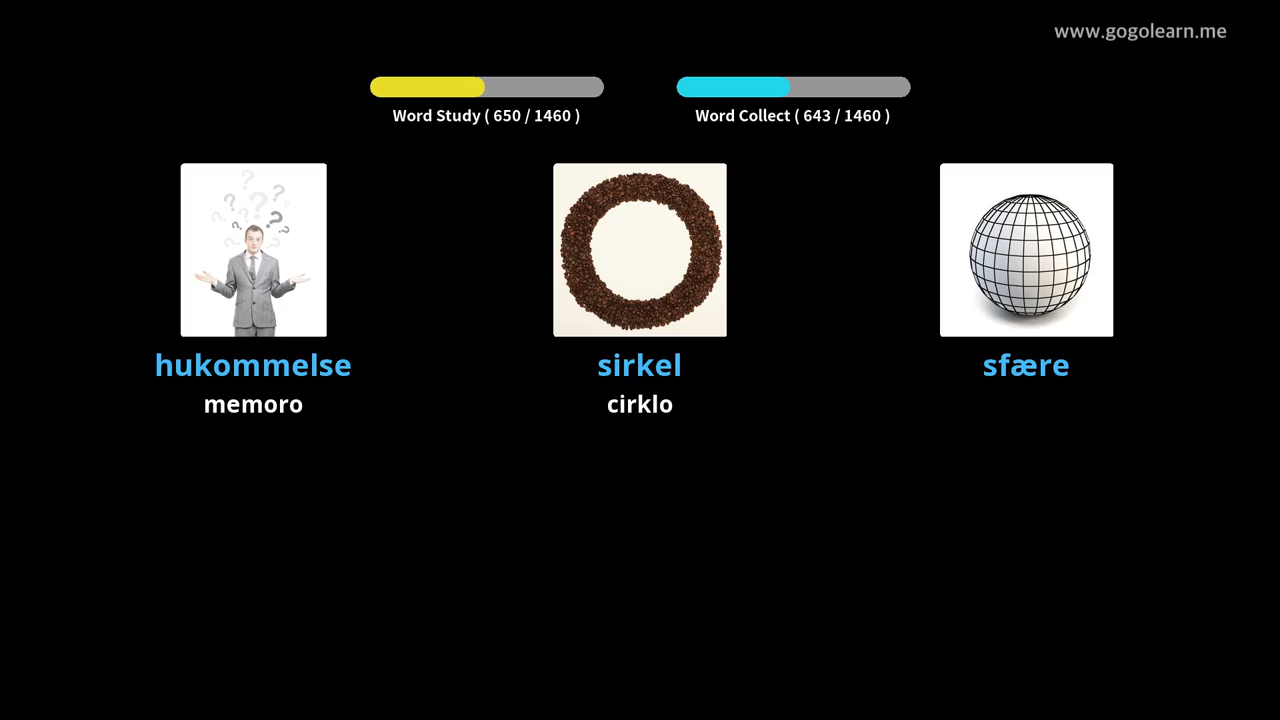 www.gogolearn.me
Word Study ( 650 / 1460 )
Word Collect ( 643 / 1460 )
hukommelse
memoro
sirkel
cirklo
sfære